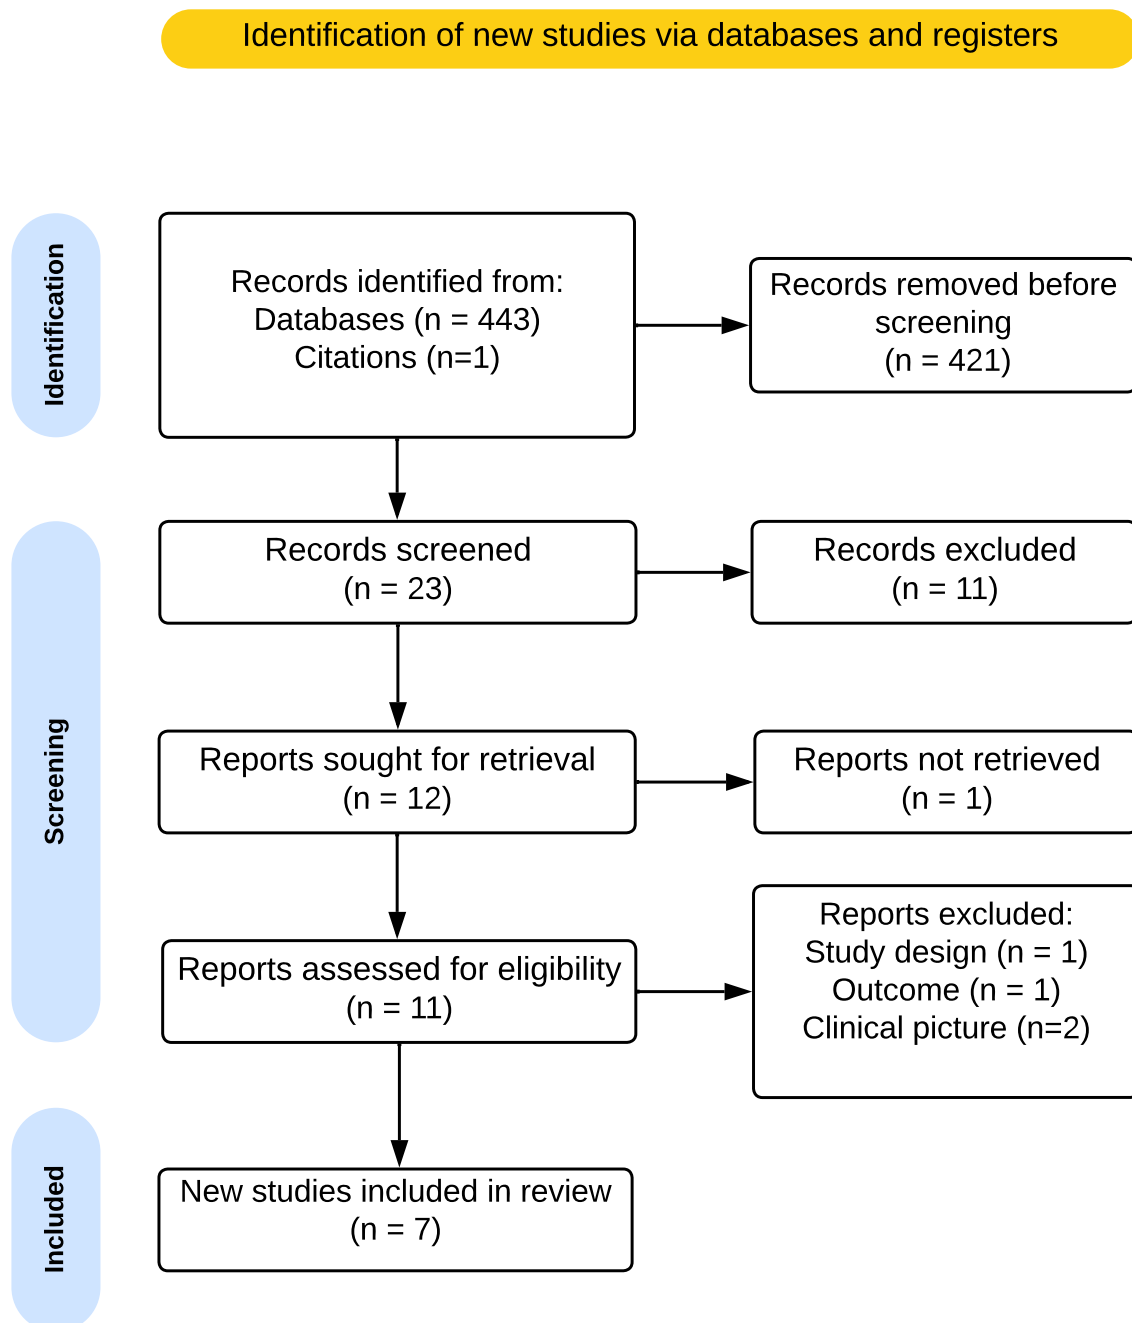 Identification of new studies via databases and registers
Identification
Records identified from:
Databases (n = 443)
Citations (n=1)
Records removed before
screening
(n = 421)
Screening
Records screened
(n = 23)
Records excluded
(n = 11)
Reports sought for retrieval
(n = 12)
Reports not retrieved
(n = 1)
Reports assessed for eligibility
(n = 11)
Reports excluded:
Study design (n = 1)
Outcome (n = 1)
Clinical picture (n=2)
Included
New studies included in review
(n = 7)